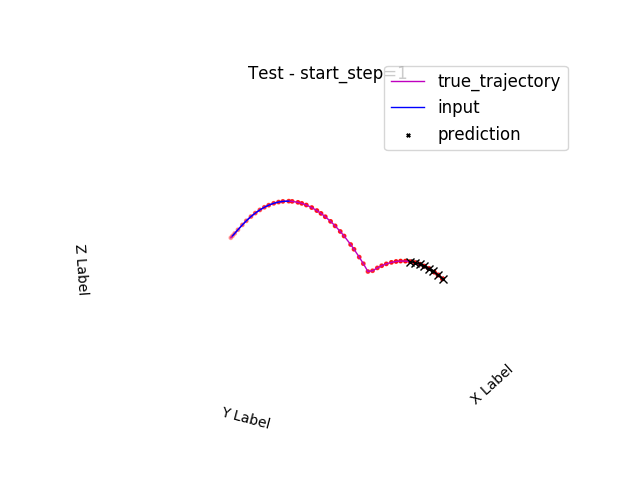 Test - start_step=1
true_trajectory
input
prediction
Z Label
Y Label
X Label